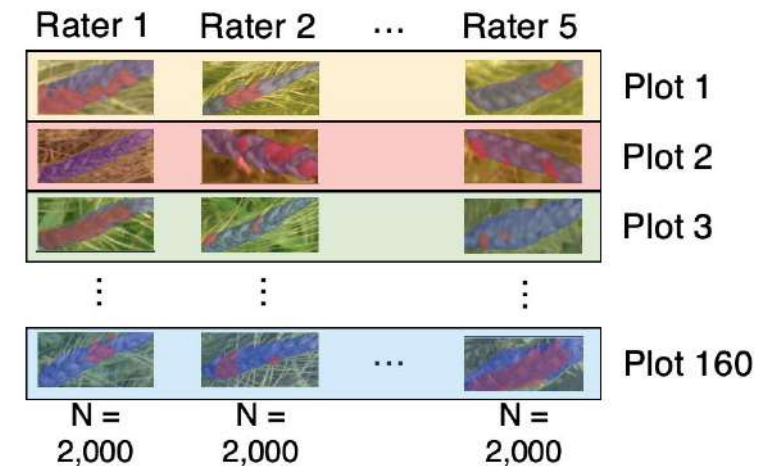 Rater 1 Rater 2 ... Rater 5
Plot 1
Plot 2
Plot 3
⋮ ⋮ ⋮
... Plot 160
N = N = N =
2,000 2,000 2,000